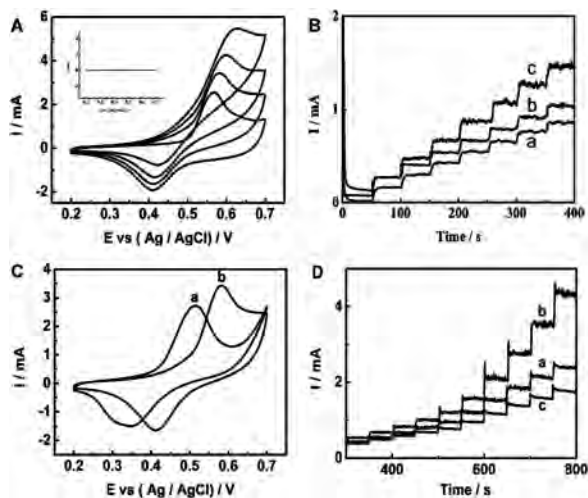 A
6
4
2
0
-2
I / mA
0.2 0.3 0.4 0.5 0.6 0.7
E vs ( Ag / AgCl) / V
B
2
1
0
I / mA
c
b
a
0 100 200 300 400
Time / s
C
4
3
2
1
0
-1
-2
I / mA
a
b
0.2 0.3 0.4 0.5 0.6 0.7
E vs ( Ag / AgCl) / V
D
4
2
0
I / mA
b
a
c
400 600 800
Time / s